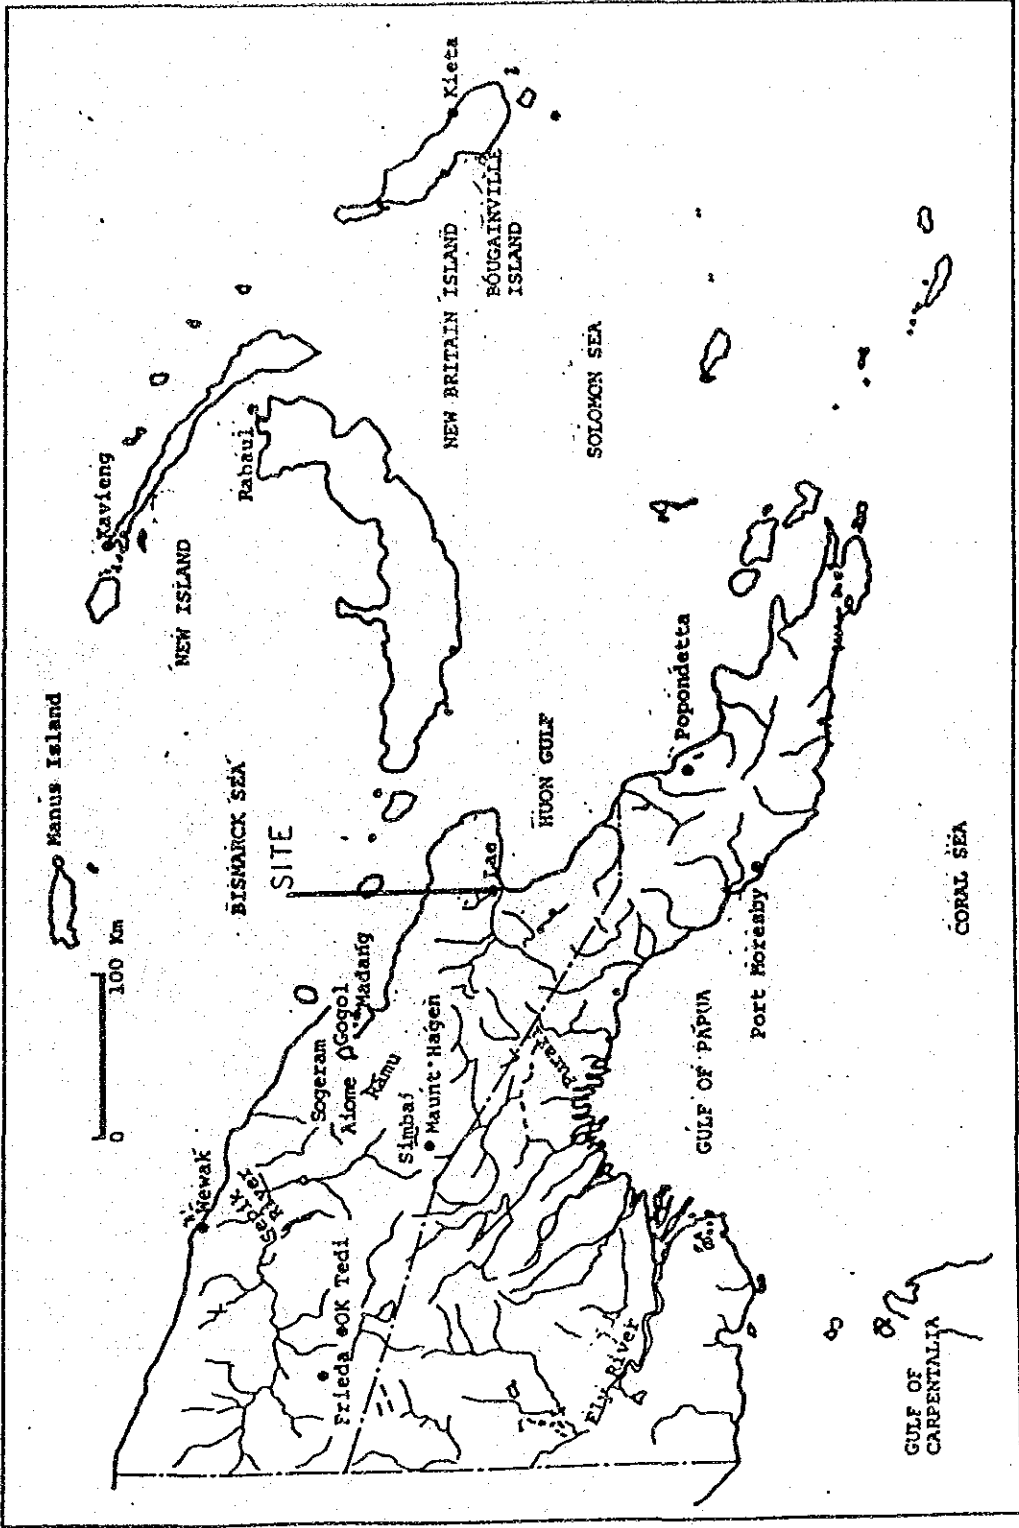 Manus Island
0
100 Km
Kavieng
NEW ISLAND
BISMARCK SEA
SITE
Rabaul
Kieta
NEW BRITAIN ISLAND
BOUGAINVILLE
ISLAND
SOLOMON SEA
HUON GULF
Wewak
Sepik
River
Sogeram
Aiome
Gogol
Madang
Ramu
Simbai
Maunt Hagen
Lae
Frieda
OK Tedi
Purari
Popondetta
Fly River
GULF OF PAPUA
Port Moresby
CORAL SEA
GULF OF
CARPENTALIA